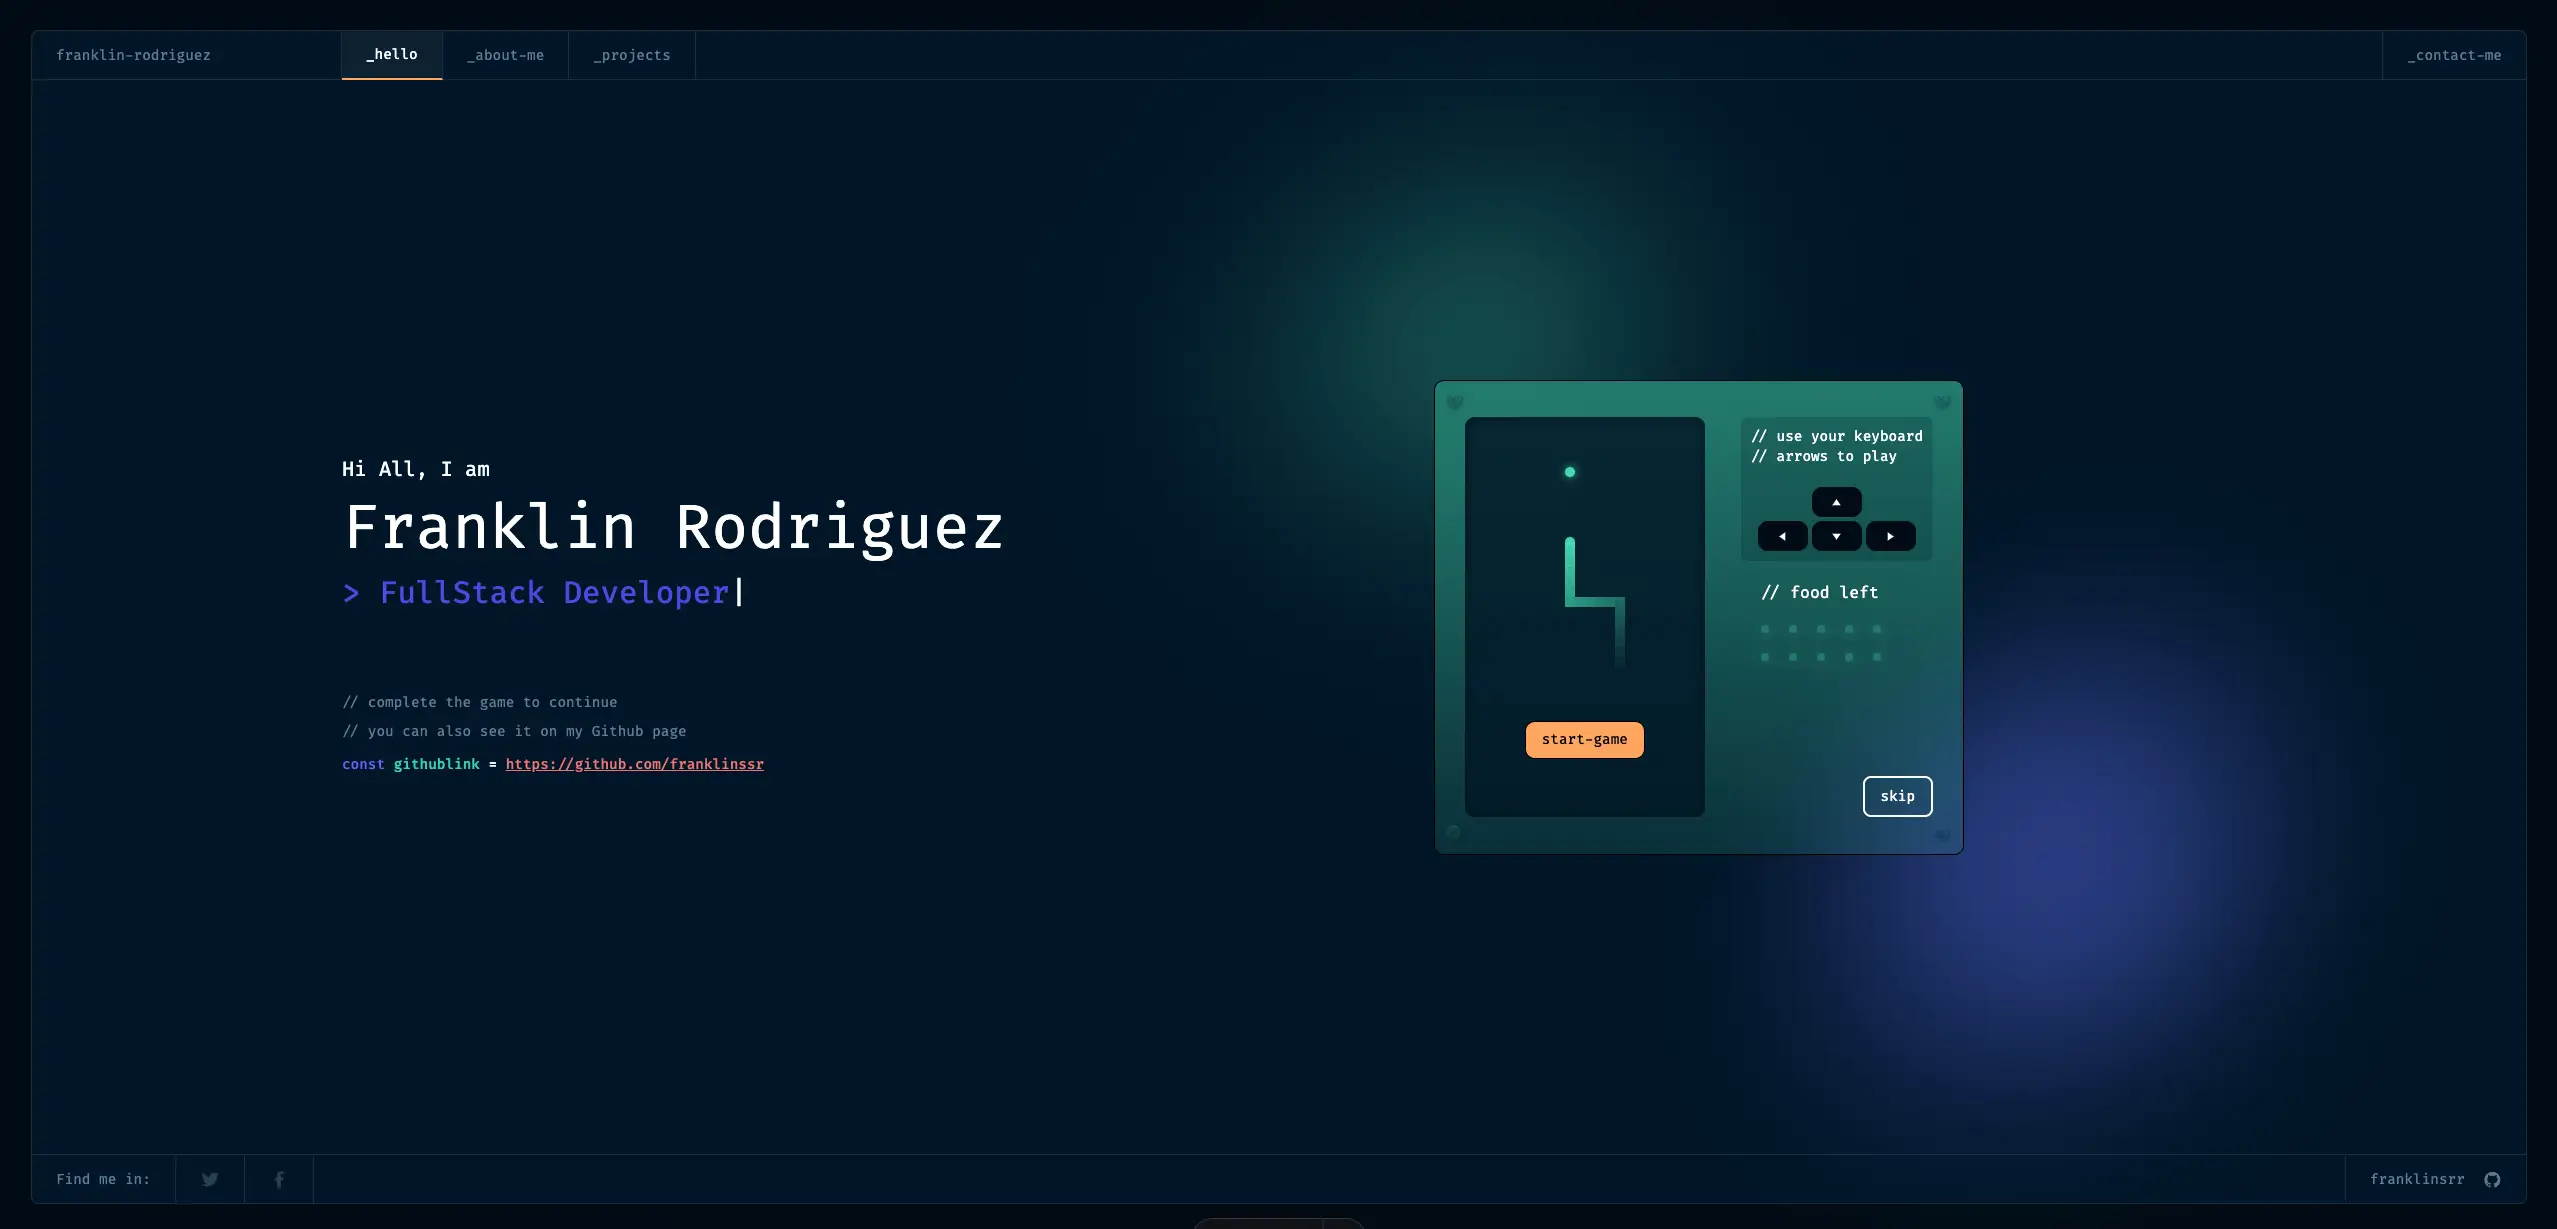 franklin-rodriguez
_hello
_about-me
_projects
_contact-me
Hi All, I am
Franklin Rodriguez
> FullStack Developer|
// complete the game to continue
// you can also see it on my Github page
const githublink = https://github.com/franklinssr
// use your keyboard
// arrows to play
// food left
start-game
skip
Find me in:
franklinsrr